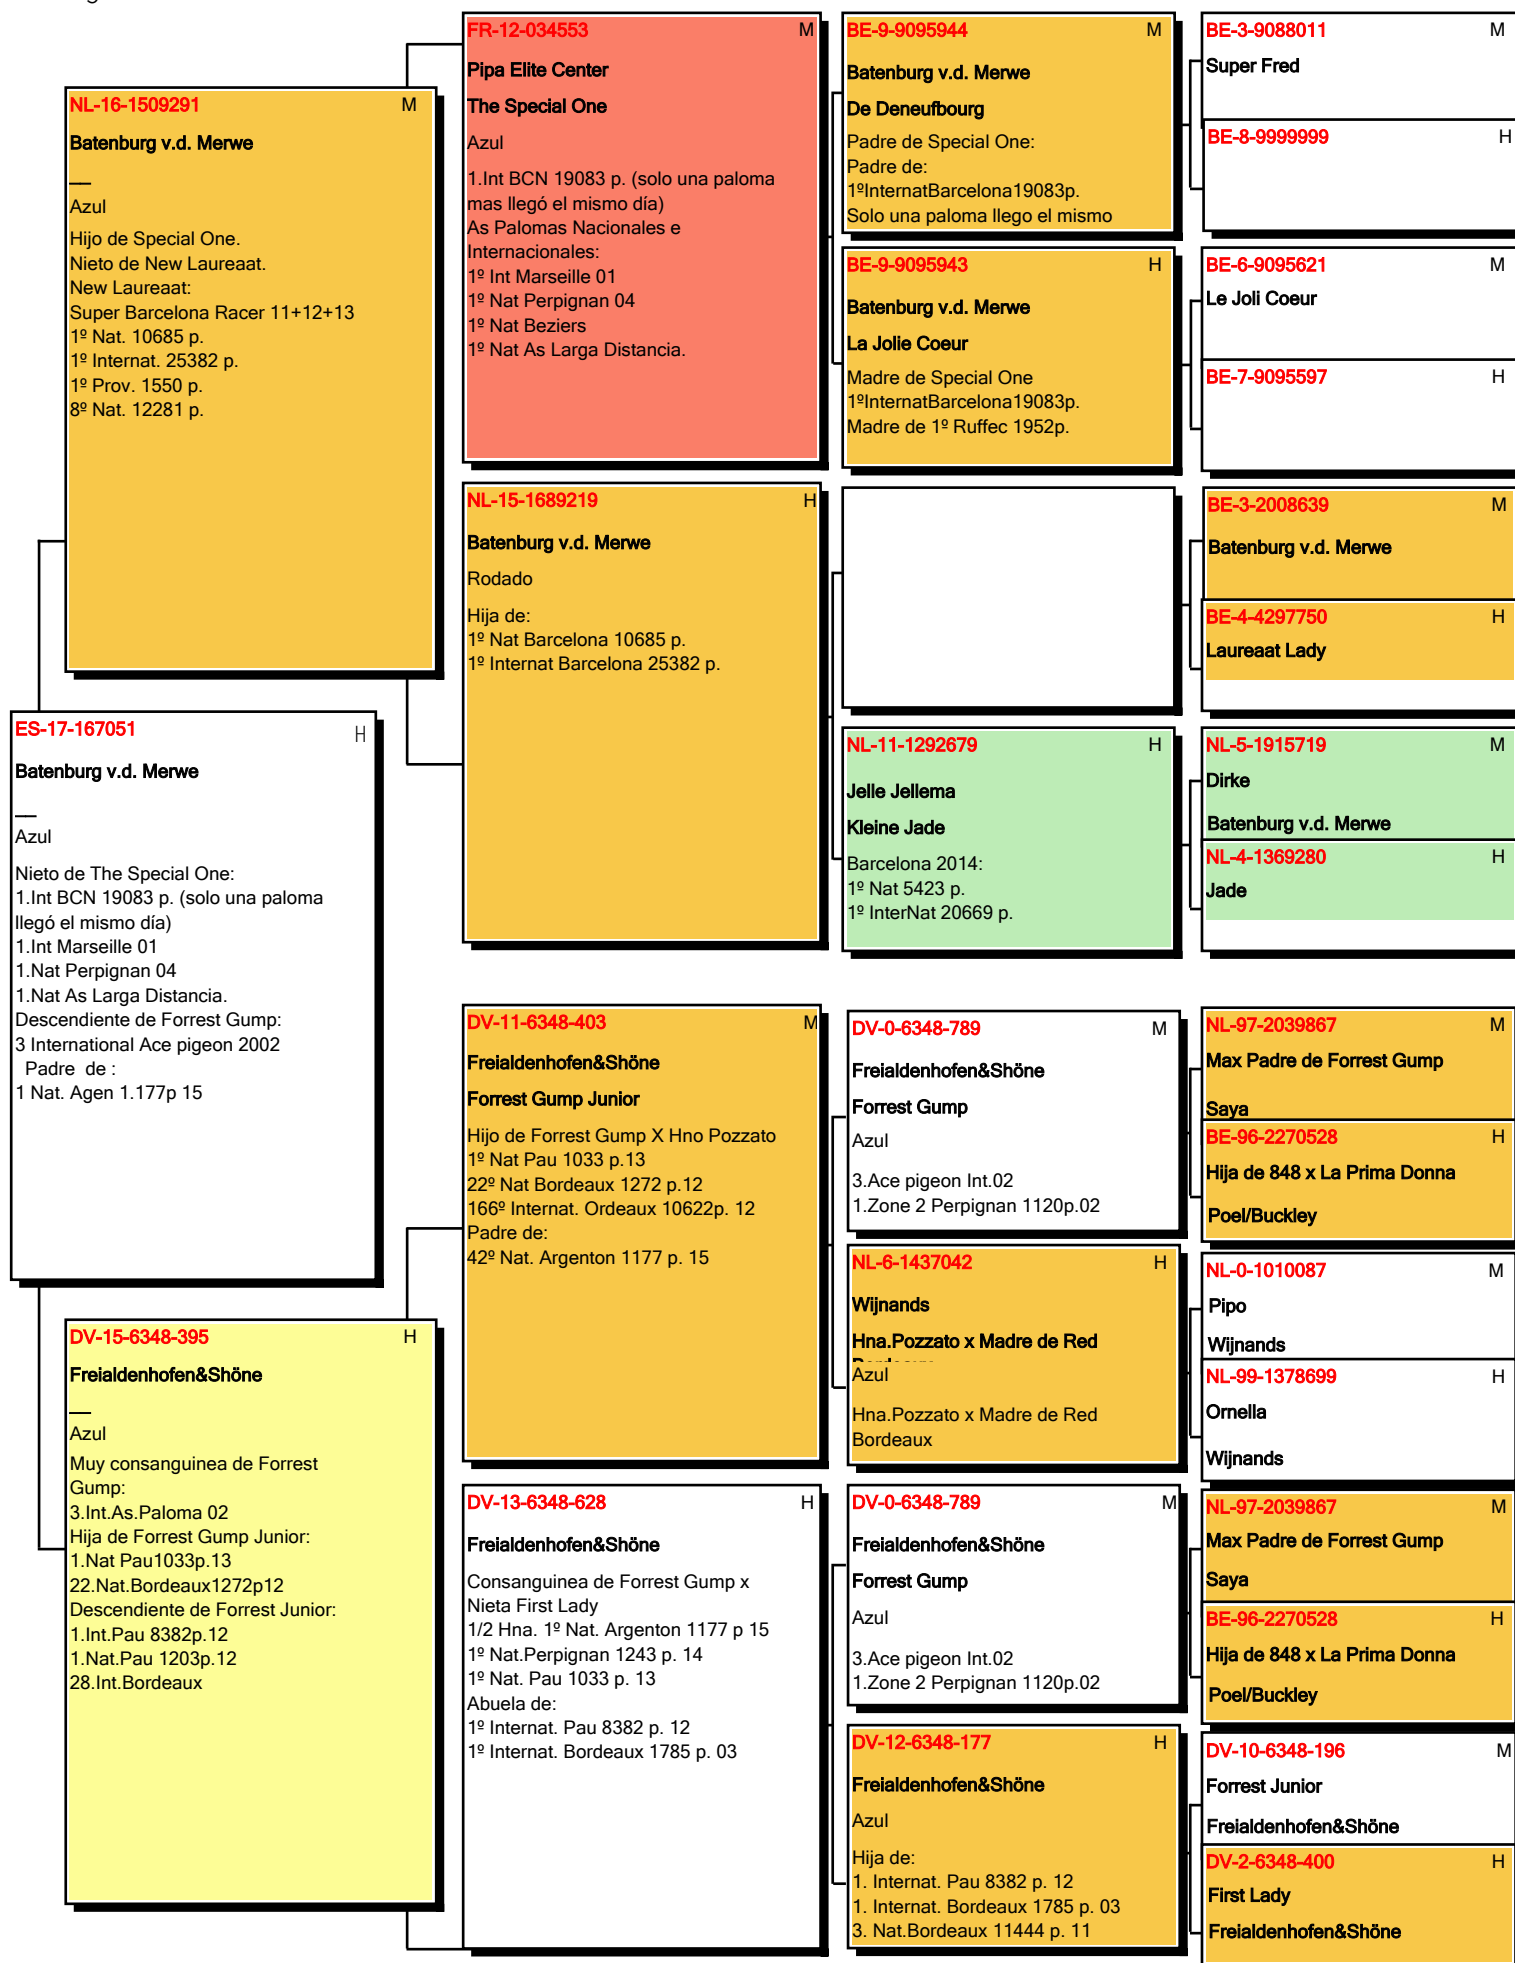 NL-16-1509291 M
Batenburg v.d. Merwe
__
Azul
Hijo de Special One.
Nieto de New Laureaat.
New Laureaat:
Super Barcelona Racer 11+12+13
1º Nat. 10685 p.
1º Internat. 25382 p.
1º Prov. 1550 p.
8º Nat. 12281 p.
ES-17-167051 H
Batenburg v.d. Merwe
__
Azul
Nieto de The Special One:
1.Int BCN 19083 p. (solo una paloma
llegó el mismo día)
1.Int Marseille 01
1.Nat Perpignan 04
1.Nat As Larga Distancia.
Descendiente de Forrest Gump:
3 International Ace pigeon 2002
Padre de :
1 Nat. Agen 1.177p 15
DV-15-6348-395 H
Freialdenhofen&Shöne
__
Azul
Muy consanguinea de Forrest
Gump:
3.Int.As.Paloma 02
Hija de Forrest Gump Junior:
1.Nat Pau1033p.13
22.Nat.Bordeaux1272p12
Descendiente de Forrest Junior:
1.Int.Pau 8382p.12
1.Nat.Pau 1203p.12
28.Int.Bordeaux
FR-12-034553 M
Pipa Elite Center
The Special One
Azul
1.Int BCN 19083 p. (solo una paloma
mas llegó el mismo día)
As Palomas Nacionales e
Internacionales:
1º Int Marseille 01
1º Nat Perpignan 04
1º Nat Beziers
1º Nat As Larga Distancia.
NL-15-1689219 H
Batenburg v.d. Merwe
Rodado
Hija de:
1º Nat Barcelona 10685 p.
1º Internat Barcelona 25382 p.
DV-11-6348-403 M
Freialdenhofen&Shöne
Forrest Gump Junior
Hijo de Forrest Gump X Hno Pozzato
1º Nat Pau 1033 p.13
22º Nat Bordeaux 1272 p.12
166º Internat. Ordeaux 10622p. 12
Padre de:
42º Nat. Argenton 1177 p. 15
DV-13-6348-628 H
Freialdenhofen&Shöne
Consanguinea de Forrest Gump x
Nieta First Lady
1/2 Hna. 1º Nat. Argenton 1177 p 15
1º Nat.Perpignan 1243 p. 14
1º Nat. Pau 1033 p. 13
Abuela de:
1º Internat. Pau 8382 p. 12
1º Internat. Bordeaux 1785 p. 03
BE-9-9095944 M
Batenburg v.d. Merwe
De Deneufbourg
Padre de Special One:
Padre de:
1ºInternatBarcelona19083p.
Solo una paloma llego el mismo
BE-9-9095943 H
Batenburg v.d. Merwe
La Jolie Coeur
Madre de Special One
1ºInternatBarcelona19083p.
Madre de 1º Ruffec 1952p.
NL-11-1292679 H
Jelle Jellema
Kleine Jade
Barcelona 2014:
1º Nat 5423 p.
1º InterNat 20669 p.
DV-0-6348-789 M
Freialdenhofen&Shöne
Forrest Gump
Azul
3.Ace pigeon Int.02
1.Zone 2 Perpignan 1120p.02
NL-6-1437042 H
Wijnands
Hna.Pozzato x Madre de Red
Azul
Hna.Pozzato x Madre de Red
Bordeaux
DV-0-6348-789 M
Freialdenhofen&Shöne
Forrest Gump
Azul
3.Ace pigeon Int.02
1.Zone 2 Perpignan 1120p.02
DV-12-6348-177 H
Freialdenhofen&Shöne
Azul
Hija de:
1. Internat. Pau 8382 p. 12
1. Internat. Bordeaux 1785 p. 03
3. Nat.Bordeaux 11444 p. 11
BE-3-9088011 M
Super Fred
BE-8-9999999 H
BE-6-9095621 M
Le Joli Coeur
BE-7-9095597 H
BE-3-2008639 M
Batenburg v.d. Merwe
BE-4-4297750 H
Laureaat Lady
NL-5-1915719 M
Dirke
Batenburg v.d. Merwe
NL-4-1369280 H
Jade
NL-97-2039867 M
Max Padre de Forrest Gump
Saya
BE-96-2270528 H
Hija de 848 x La Prima Donna
Poel/Buckley
NL-0-1010087 M
Pipo
Wijnands
NL-99-1378699 H
Ornella
Wijnands
NL-97-2039867 M
Max Padre de Forrest Gump
Saya
BE-96-2270528 H
Hija de 848 x La Prima Donna
Poel/Buckley
DV-10-6348-196 M
Forrest Junior
Freialdenhofen&Shöne
DV-2-6348-400 H
First Lady
Freialdenhofen&Shöne